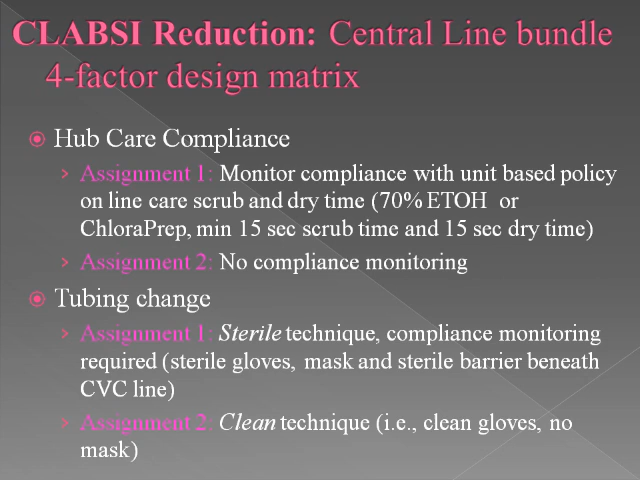 CLABSI Reduction: Central Line bundle
4-factor design matrix
Hub Care Compliance
Assignment 1: Monitor compliance with unit based policy
on line care scrub and dry time (70% ETOH or
ChloraPrep, min 15 sec scrub time and 15 sec dry time)
Assignment 2: No compliance monitoring
Tubing change
Assignment 1: Sterile technique, compliance monitoring
required (sterile gloves, mask and sterile barrier beneath
CVC line)
Assignment 2: Clean technique (i.e., clean gloves, no
mask)